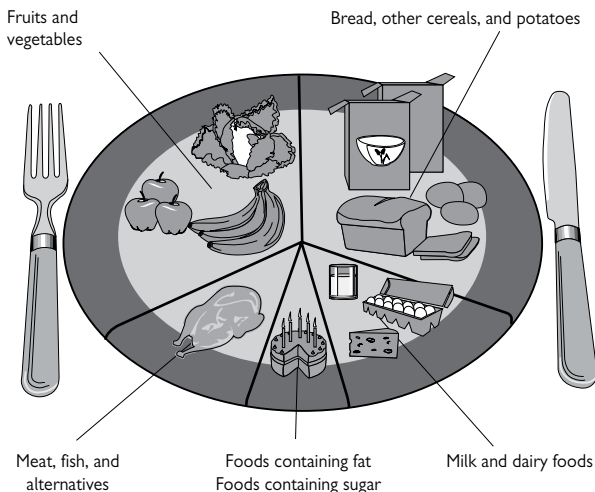 Fruits and
vegetables
Bread, other cereals, and potatoes
Meat, fish, and
alternatives
Foods containing fat
Foods containing sugar
Milk and dairy foods